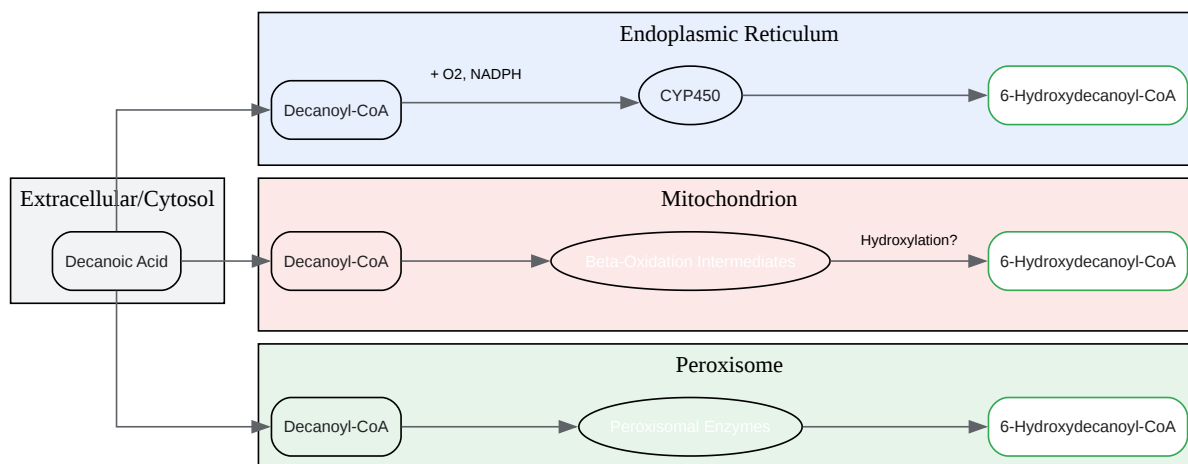 Endoplasmic Reticulum
+ O2, NADPH
Decanoyl-CoA
CYP450
6-Hydroxydecanoyl-CoA
Extracellular/Cytosol
Decanoic Acid
Mitochondrion
Hydroxylation?
Decanoyl-CoA
Beta-Oxidation Intermediates
6-Hydroxydecanoyl-CoA
Peroxisome
Decanoyl-CoA
Peroxisomal Enzymes
6-Hydroxydecanoyl-CoA